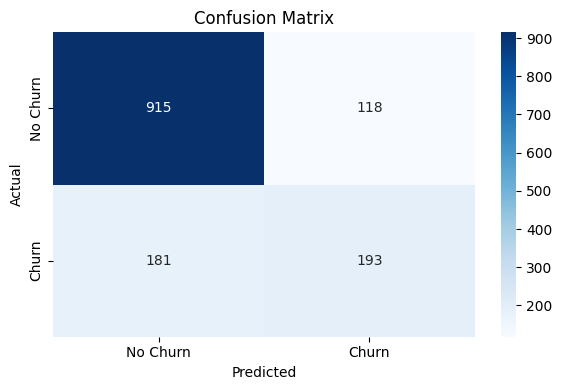 Confusion Matrix
Actual
No Churn
915
118
Churn
181
193
No Churn
Churn
Predicted
900
800
700
600
500
400
300
200